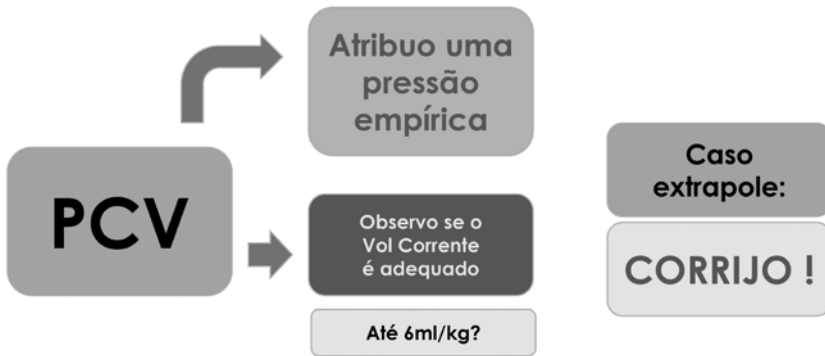 Atribuo uma
pressão
empírica
PCV
Observo se o
Vol Corrente
é adequado
Até 6ml/kg?
Caso
extrapole:
CORRIJO !